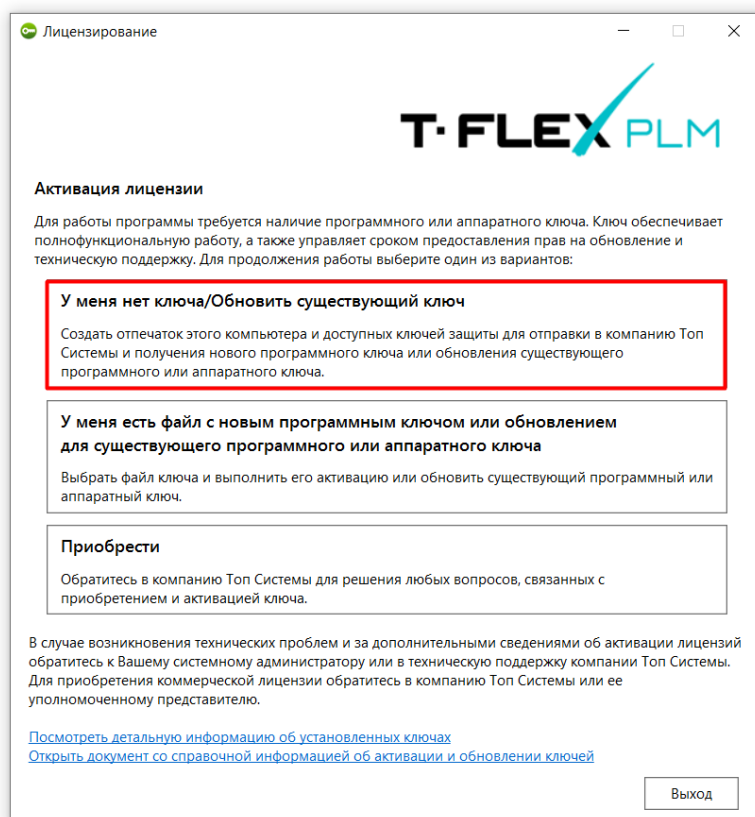 Лицензирование
T-FLEX PLM
Активация лицензии
Для работы программы требуется наличие программного или аппаратного ключа. Ключ обеспечивает
полнофункциональную работу, а также управляет сроком предоставления прав на обновление и
техническую поддержку. Для продолжения работы выберите один из вариантов:
У меня нет ключа/Обновить существующий ключ
Создать отпечаток этого компьютера и доступных ключей защиты для отправки в компанию Топ
Системы и получения нового программного ключа или обновления существующего
программного или аппаратного ключа.
У меня есть файл с новым программным ключом или обновлением
для существующего программного или аппаратного ключа
Выбрать файл ключа и выполнить его активацию или обновить существующий программный или
аппаратный ключ.
Приобрести
Обратитесь в компанию Топ Системы для решения любых вопросов, связанных с
приобретением и активацией ключа.
В случае возникновения технических проблем и за дополнительными сведениями об активации лицензий
обратитесь к Вашему системному администратору или в техническую поддержку компании Топ Системы.
Для приобретения коммерческой лицензии обратитесь в компанию Топ Системы или ее
уполномоченному представителю.
Посмотреть детальную информацию об установленных ключах
Открыть документ со справочной информацией об активации и обновлении ключей
Выход